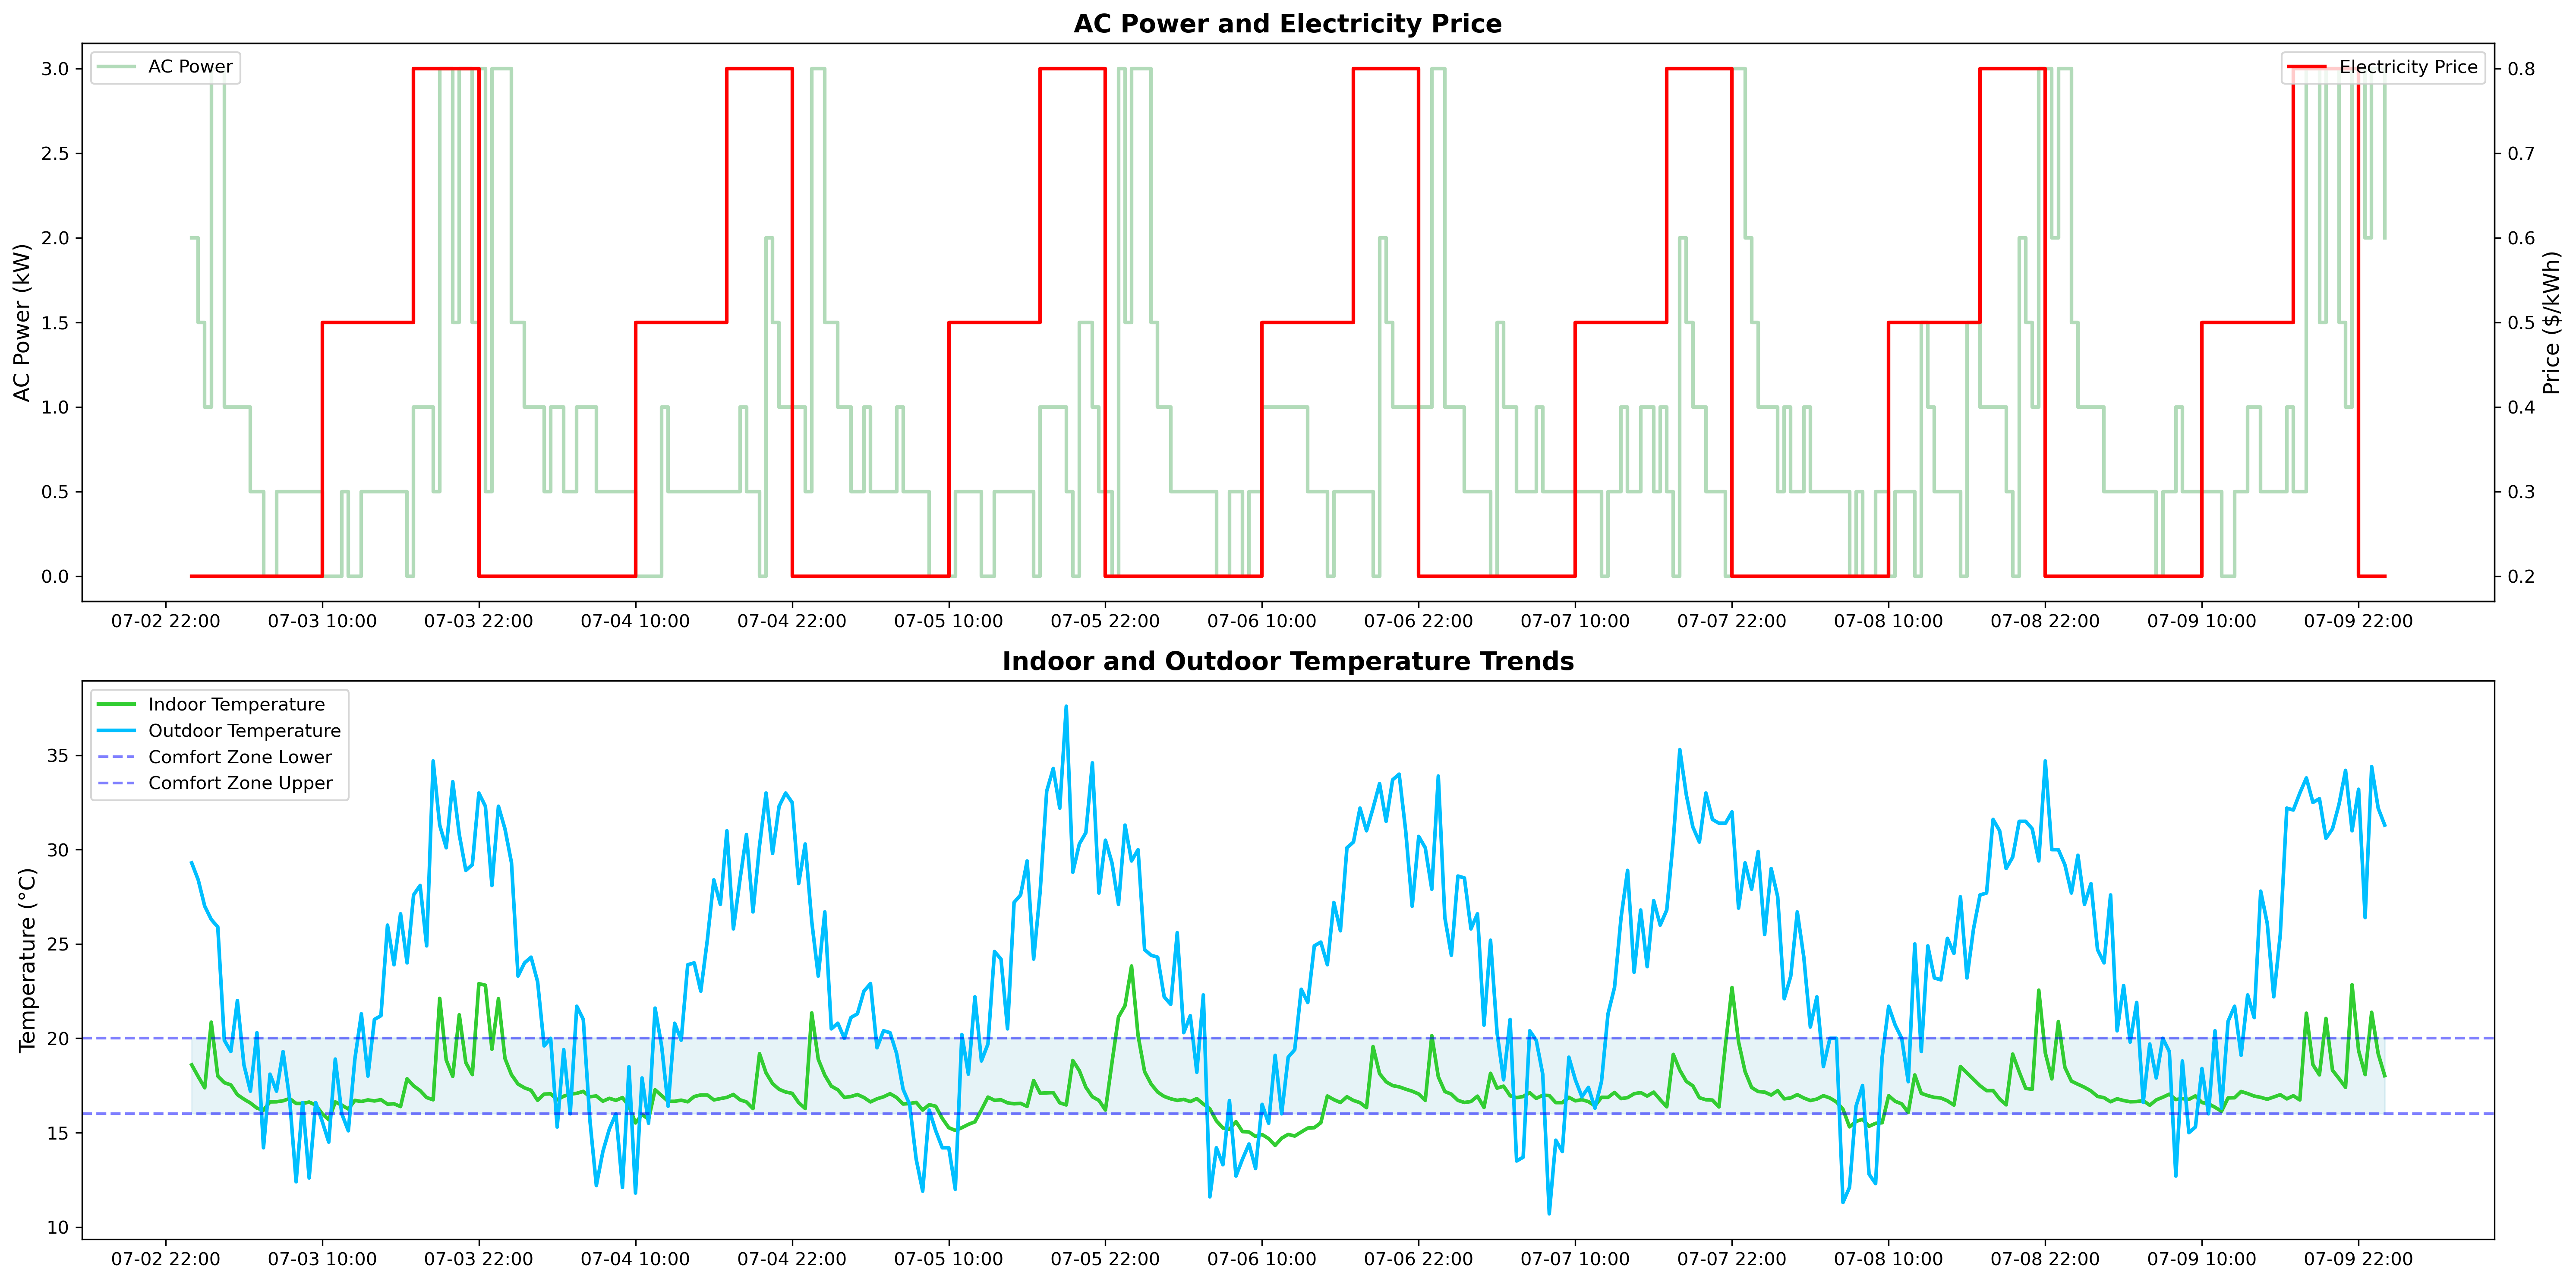 AC Power and Electricity Price
AC Power
Electricity Price
3.0
2.5
2.0
1.5
1.0
0.5
0.0
AC Power (kW)
0.8
0.7
0.6
0.5
0.4
0.3
0.2
Price ($/kWh)
07-02 22:00 07-03 10:00 07-03 22:00 07-04 10:00 07-04 22:00 07-05 10:00 07-05 22:00 07-06 10:00 07-06 22:00 07-07 10:00 07-07 22:00 07-08 10:00 07-08 22:00 07-09 10:00 07-09 22:00
Indoor and Outdoor Temperature Trends
Indoor Temperature
Outdoor Temperature
Comfort Zone Lower
Comfort Zone Upper
35
30
25
20
15
10
Temperature (°C)
07-02 22:00 07-03 10:00 07-03 22:00 07-04 10:00 07-04 22:00 07-05 10:00 07-05 22:00 07-06 10:00 07-06 22:00 07-07 10:00 07-07 22:00 07-08 10:00 07-08 22:00 07-09 10:00 07-09 22:00